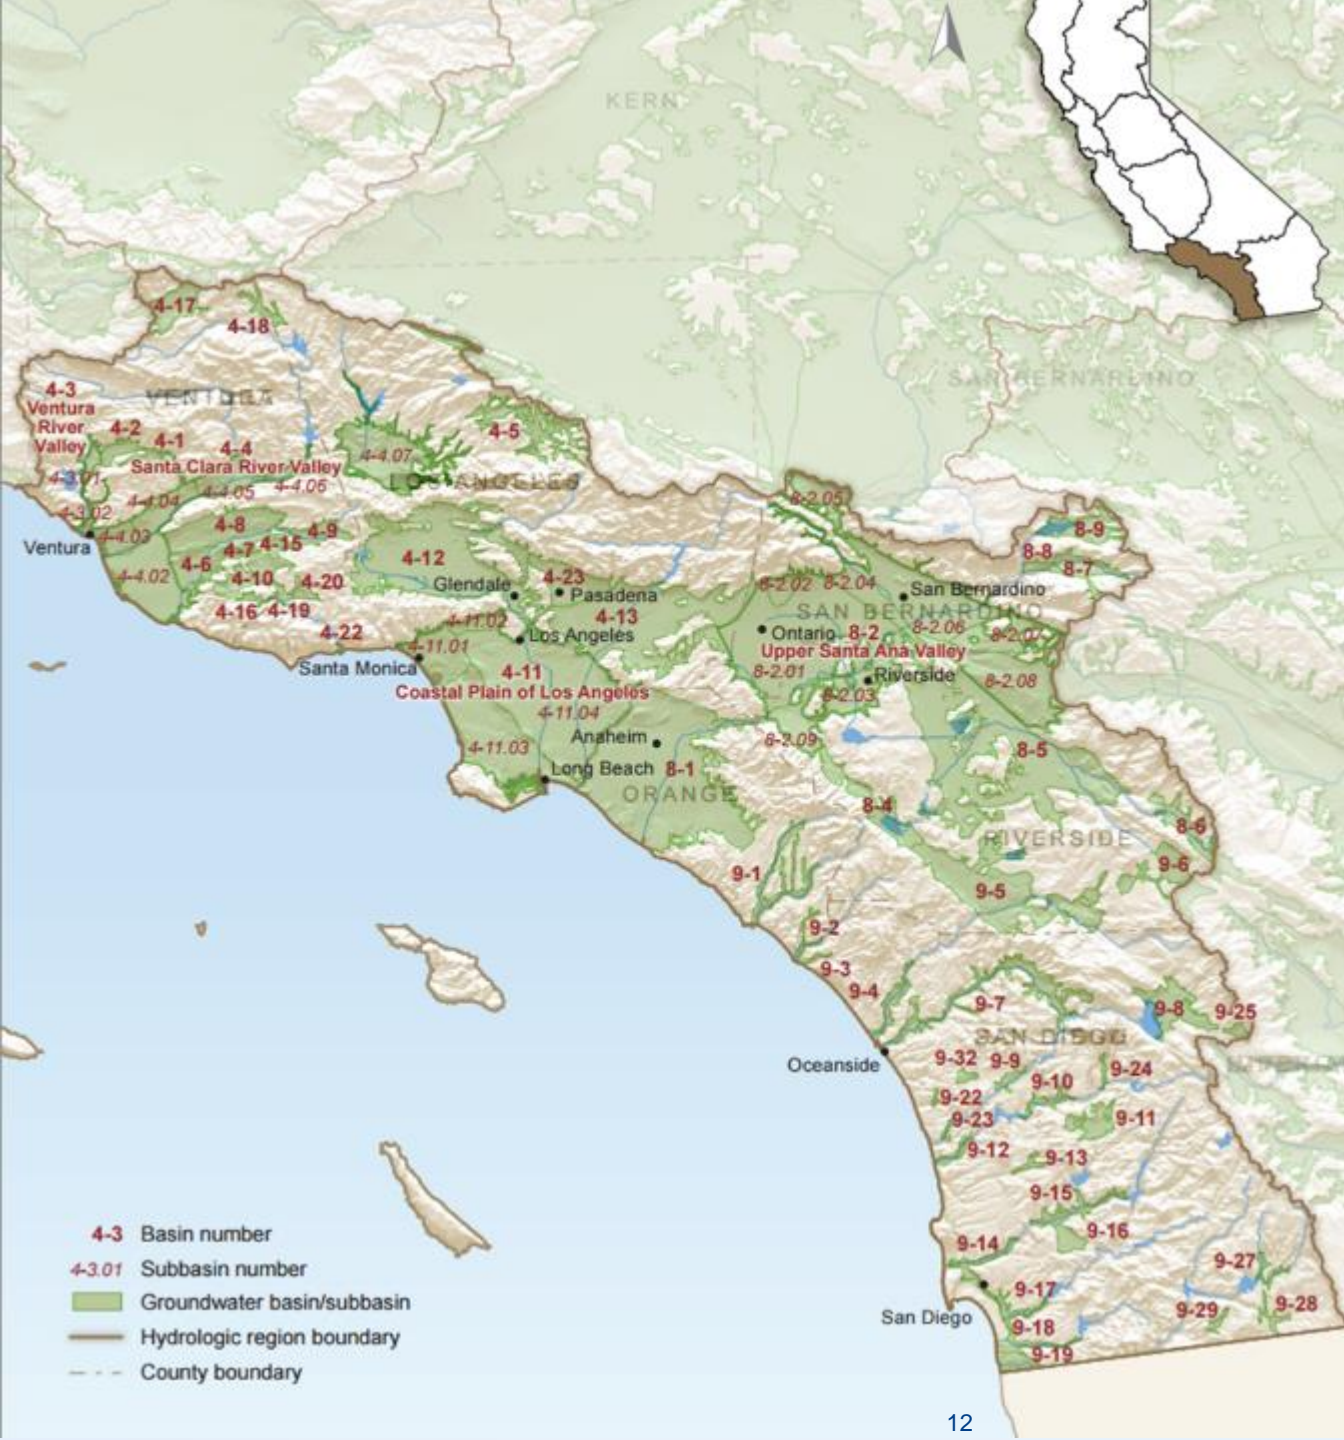 KERN
SAN BERNARDINO
4-17
4-18
4-3
Ventura
River
Valley
VENTURA
4-2
4-1
4-4
Santa Clara River Valley
4-5
4-4.07
LOS ANGELES
4-3.01
4-4.04
4-4.05
4-4.06
4-3.02
4-4.03
Ventura
4-4.02
4-8
4-9
4-7
4-15
4-6
4-10
4-20
4-16
4-19
4-22
4-12
Glendale
4-23
Pasadena
4-13
4-11.02
Los Angeles
4-11.01
Santa Monica
4-11
Coastal Plain of Los Angeles
4-11.04
4-11.03
Anaheim
Long Beach
8-1
ORANGE
8-2.05
8-9
8-8
8-7
8-2.02
8-2.04
San Bernardino
SAN BERNARDINO
Ontario
8-2
Upper Santa Ana Valley
8-2.06
8-2.07
8-2.01
Riverside
8-2.03
8-2.08
8-2.09
8-5
8-4
RIVERSIDE
8-6
9-6
9-5
9-1
9-2
9-3
9-4
9-7
9-8
9-25
SAN DIEGO
Oceanside
9-32
9-9
9-10
9-24
9-22
9-23
9-11
9-12
9-13
9-15
9-14
9-16
9-27
9-17
9-28
9-29
San Diego
9-18
9-19
4-3 Basin number
4-3.01 Subbasin number
Groundwater basin/subbasin
Hydrologic region boundary
County boundary
12